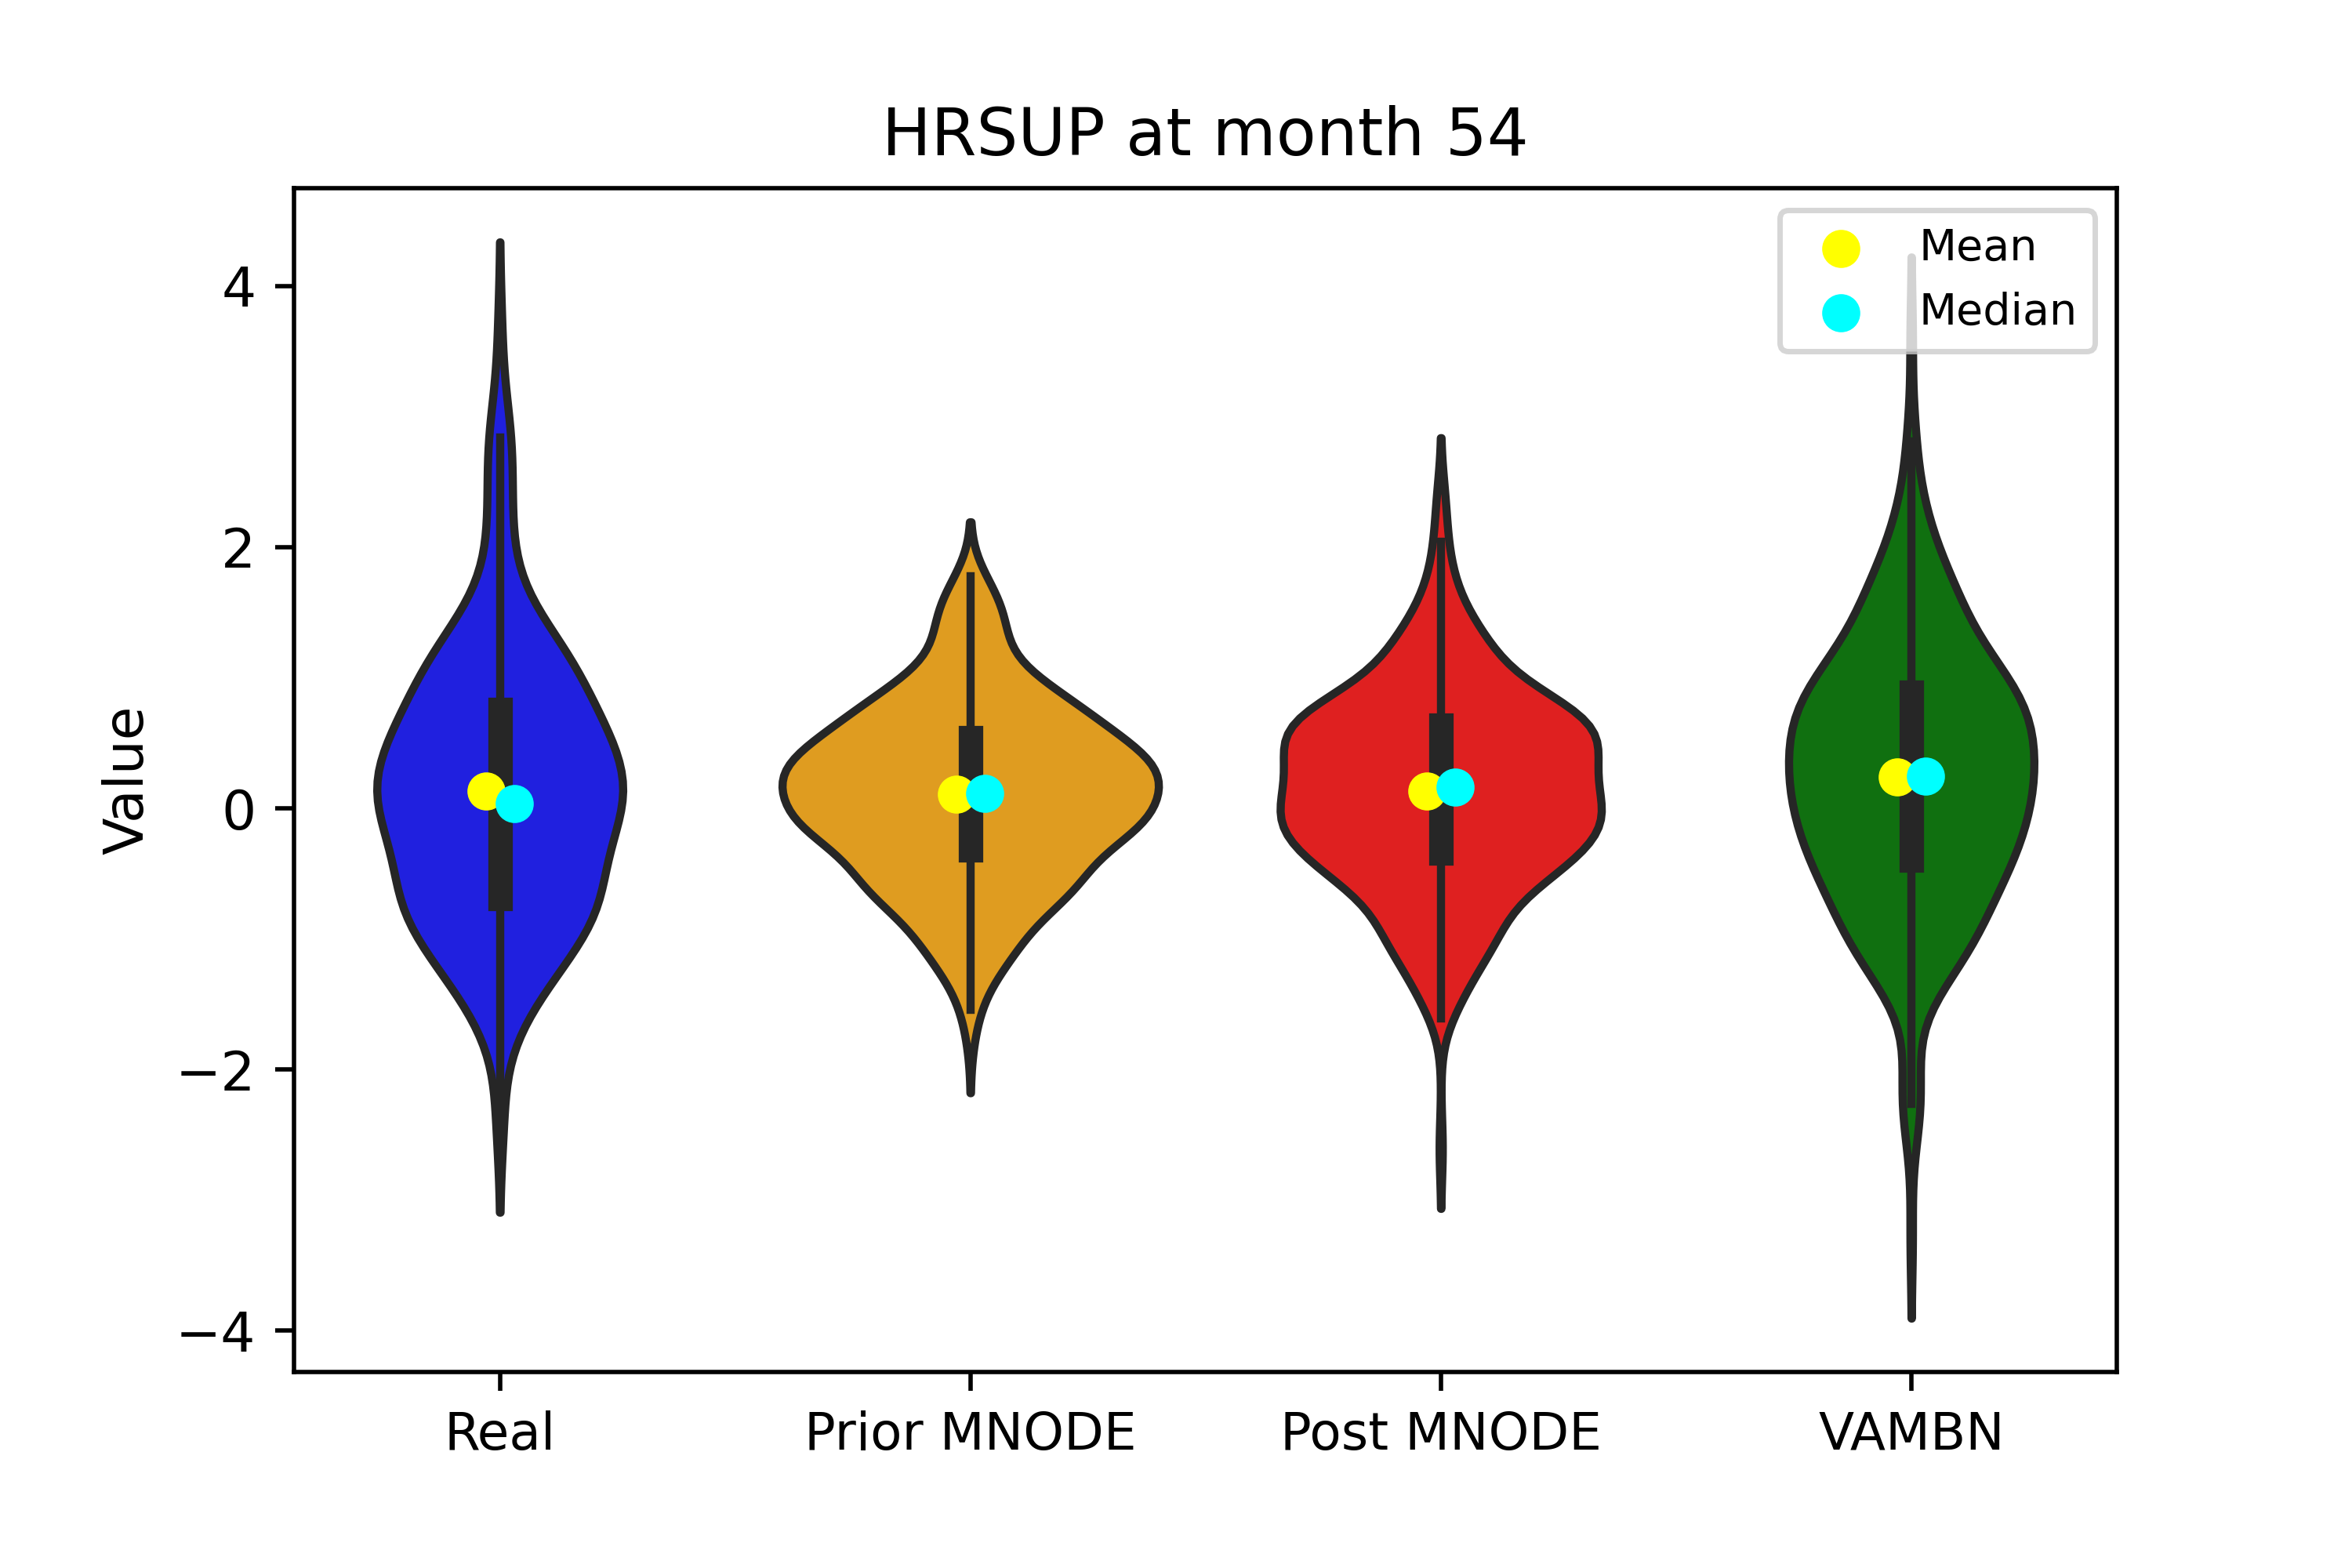 HRSUP at month 54
Mean
Median
Value
4
2
0
−2
−4
Real
Prior MNODE
Post MNODE
VAMBN